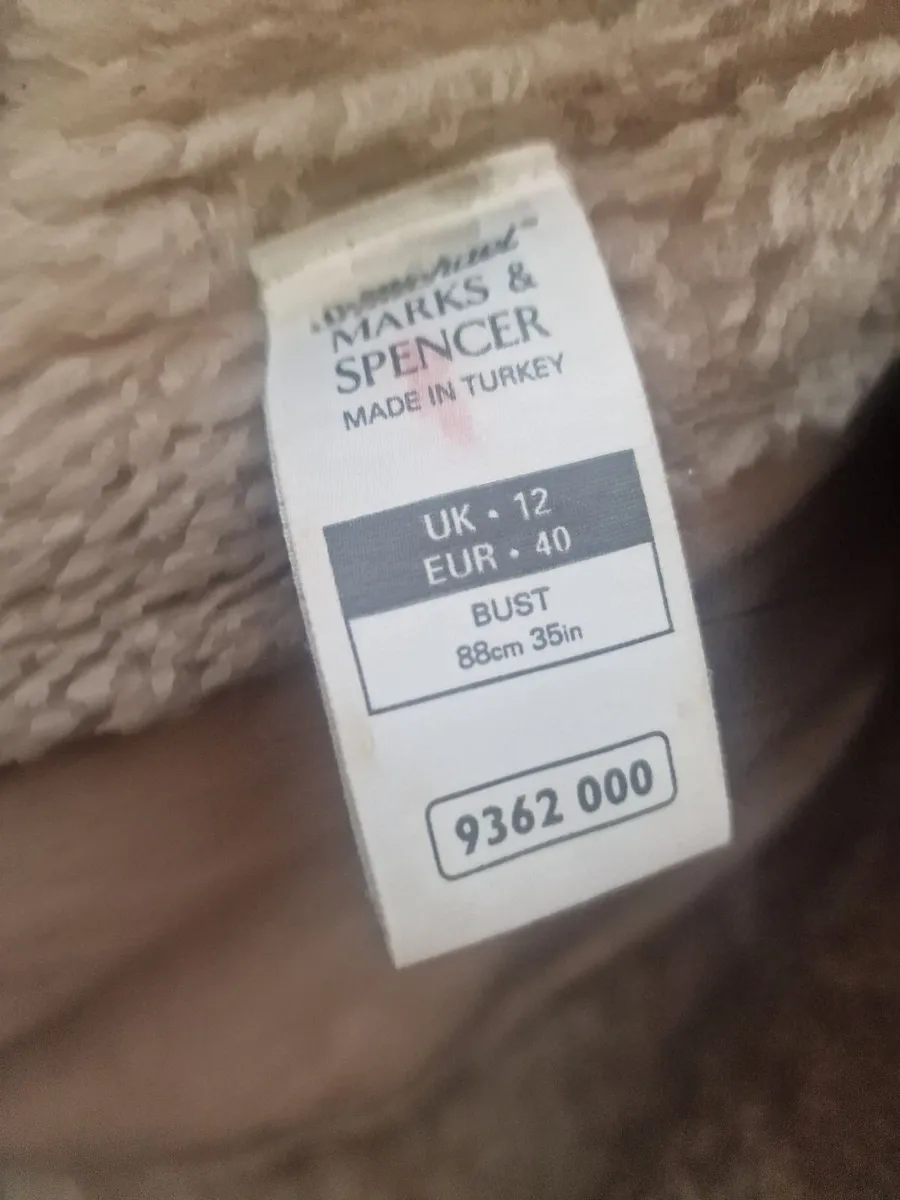 MARKS &
SPENCER
MADE IN TURKEY
UK • 12
EUR • 40
BUST
88cm 35in
9362 000